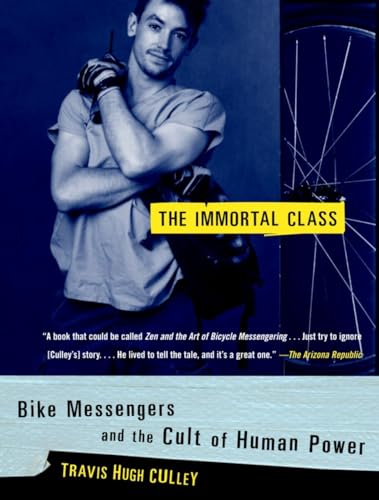 THE IMMORTAL CLASS
"A book that could be called Zen and the Art of Bicycle Messengering . . . Just try to ignore
[Culley's] story. . . . He lived to tell the tale, and it's a great one." —The Arizona Republic
Bike Messengers
and the Cult of Human Power
TRAVIS HUGH CULLEY